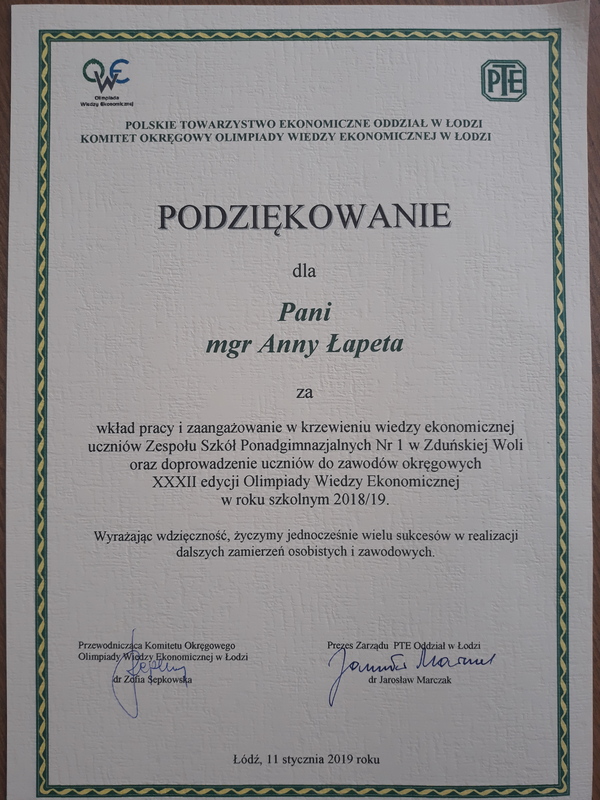 OWE
Olimpiada
Wiedzy Ekonomicznej
PTE
POLSKIE TOWARZYSTWO EKONOMICZNE ODDZIAŁ W ŁODZI
KOMITET OKRĘGOWY OLIMPIADY WIEDZY EKONOMICZNEJ W ŁODZI
PODZIĘKOWANIE
dla
Pani
mgr Anny Łapeta
za
wkład pracy i zaangażowanie w krzewieniu wiedzy ekonomicznej
uczniów Zespołu Szkół Ponadgimnazjalnych Nr 1 w Zduńskiej Woli
oraz doprowadzenie uczniów do zawodów okręgowych
XXXII edycji Olimpiady Wiedzy Ekonomicznej
w roku szkolnym 2018/19.
Wyrażając wdzięczność, życzymy jednocześnie wielu sukcesów w realizacji
dalszych zamierzeń osobistych i zawodowych.
Przewodnicząca Komitetu Okręgowego
Olimpiady Wiedzy Ekonomicznej w Łodzi
dr Zofia Sepkowska
Prezes Zarządu PTE Oddział w Łodzi
Jarosław Marczak
dr Jarosław Marczak
Łódź, 11 stycznia 2019 roku